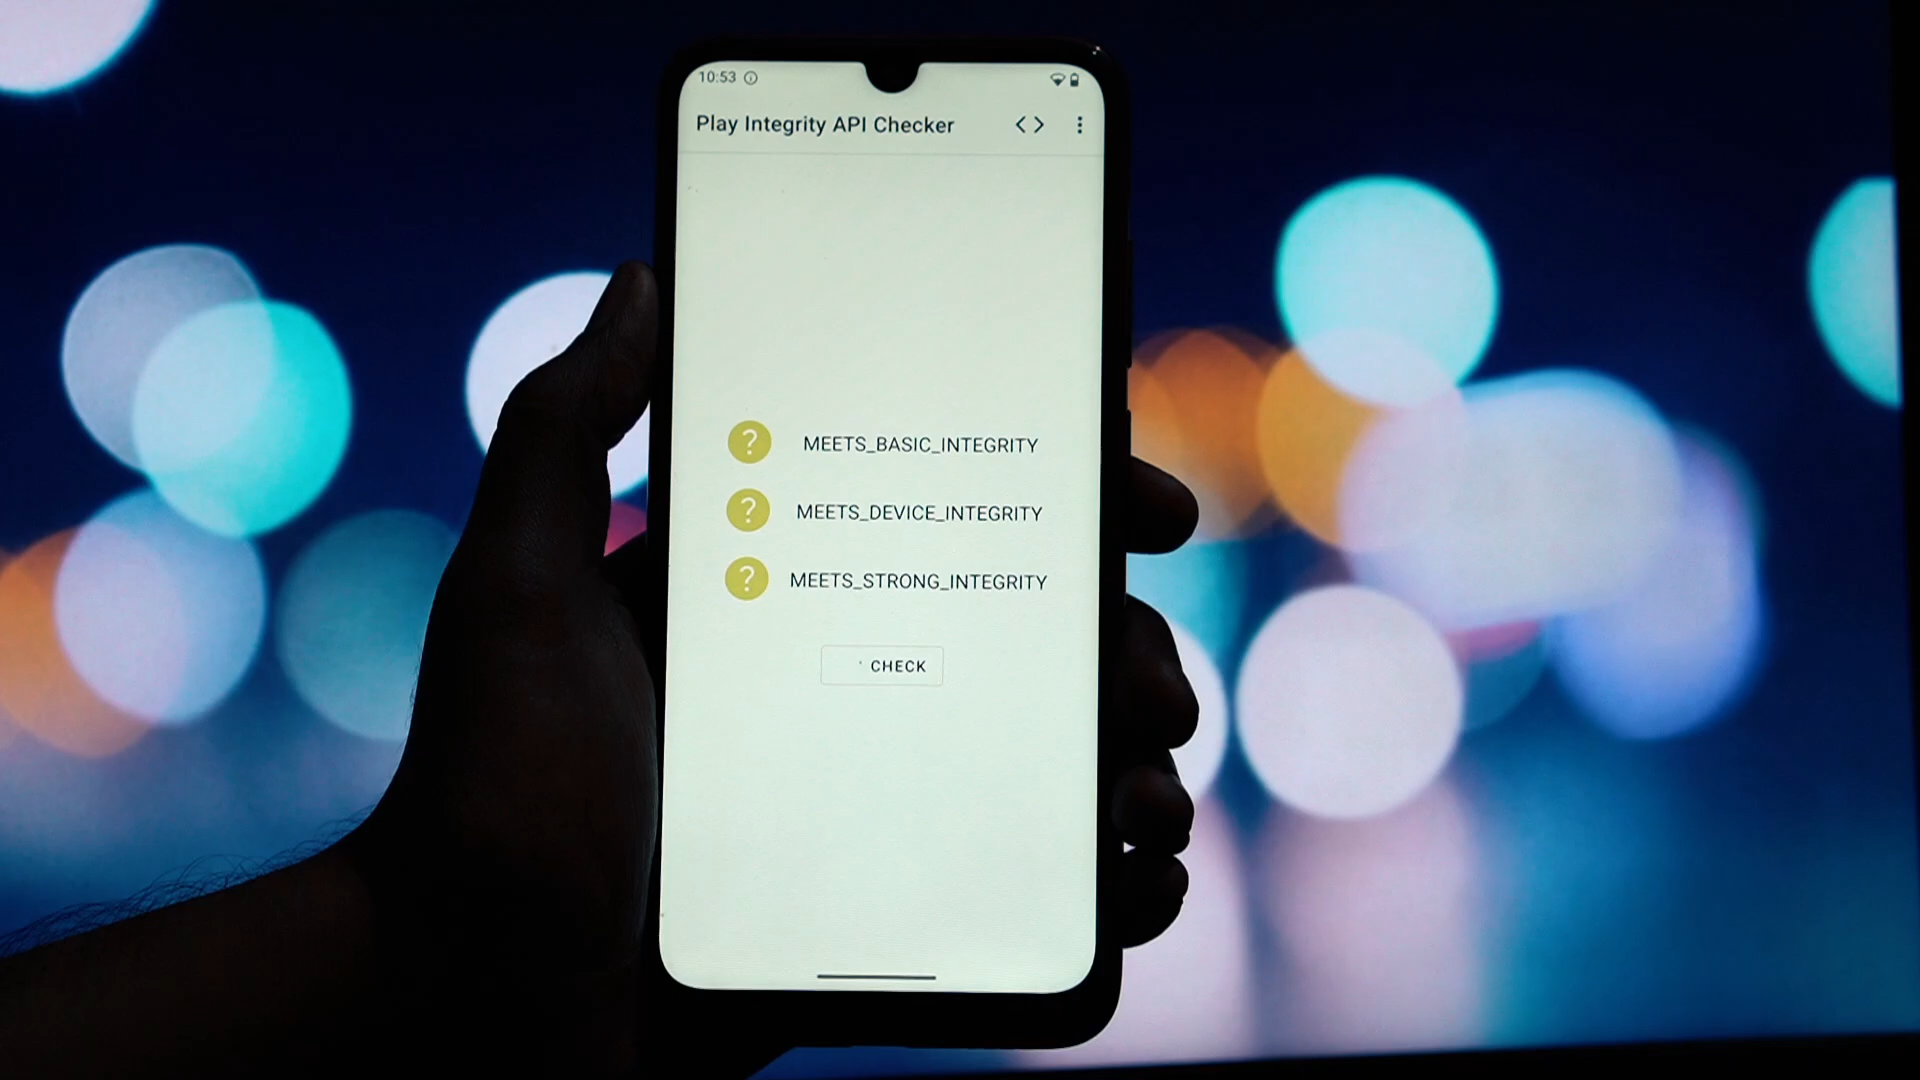 10:53
Play Integrity API Checker
MEETS_BASIC_INTEGRITY
MEETS_DEVICE_INTEGRITY
MEETS_STRONG_INTEGRITY
CHECK